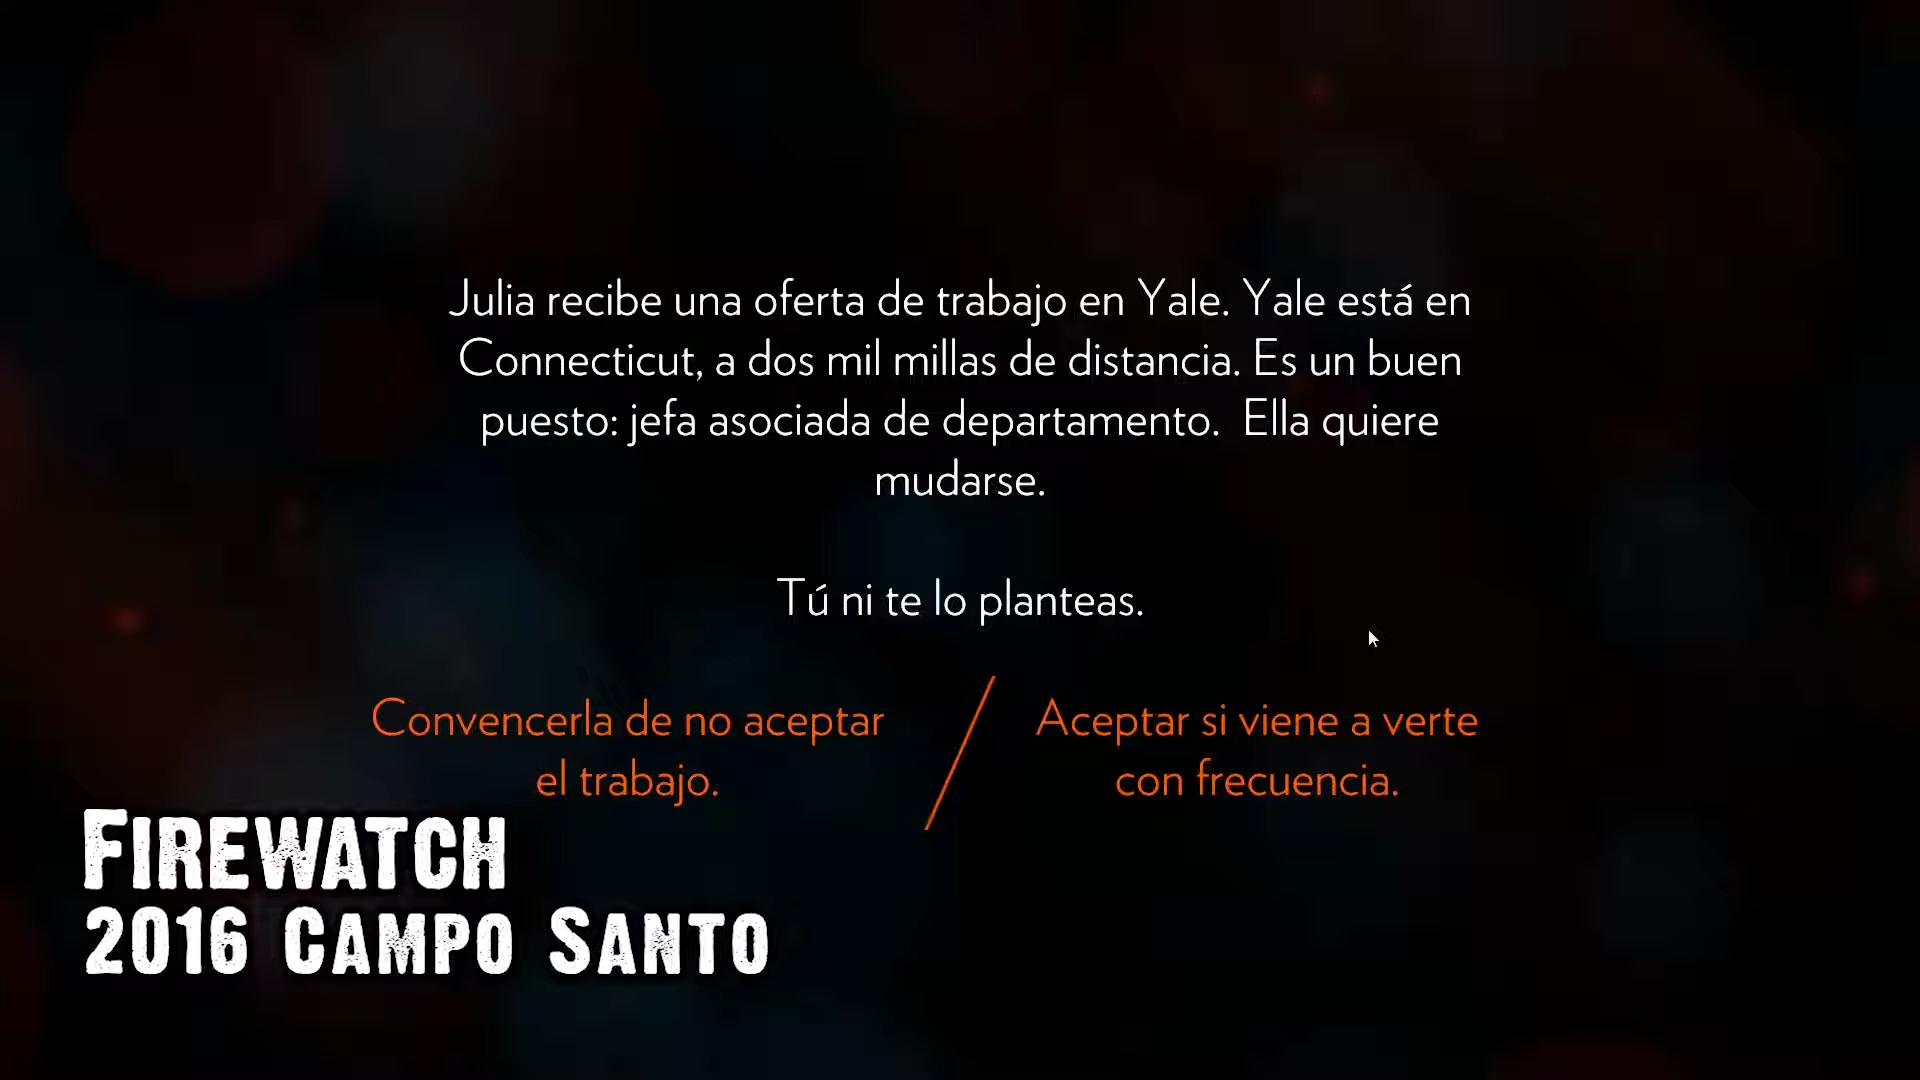 Julia recibe una oferta de trabajo en Yale. Yale está en
Connecticut, a dos mil millas de distancia. Es un buen
puesto: jefa asociada de departamento.  Ella quiere
mudarse.
Tú ni te lo planteas.
Convencerla de no aceptar
el trabajo.
Aceptar si viene a verte
con frecuencia.
FIREWATCH
2016 CAMPO SANTO